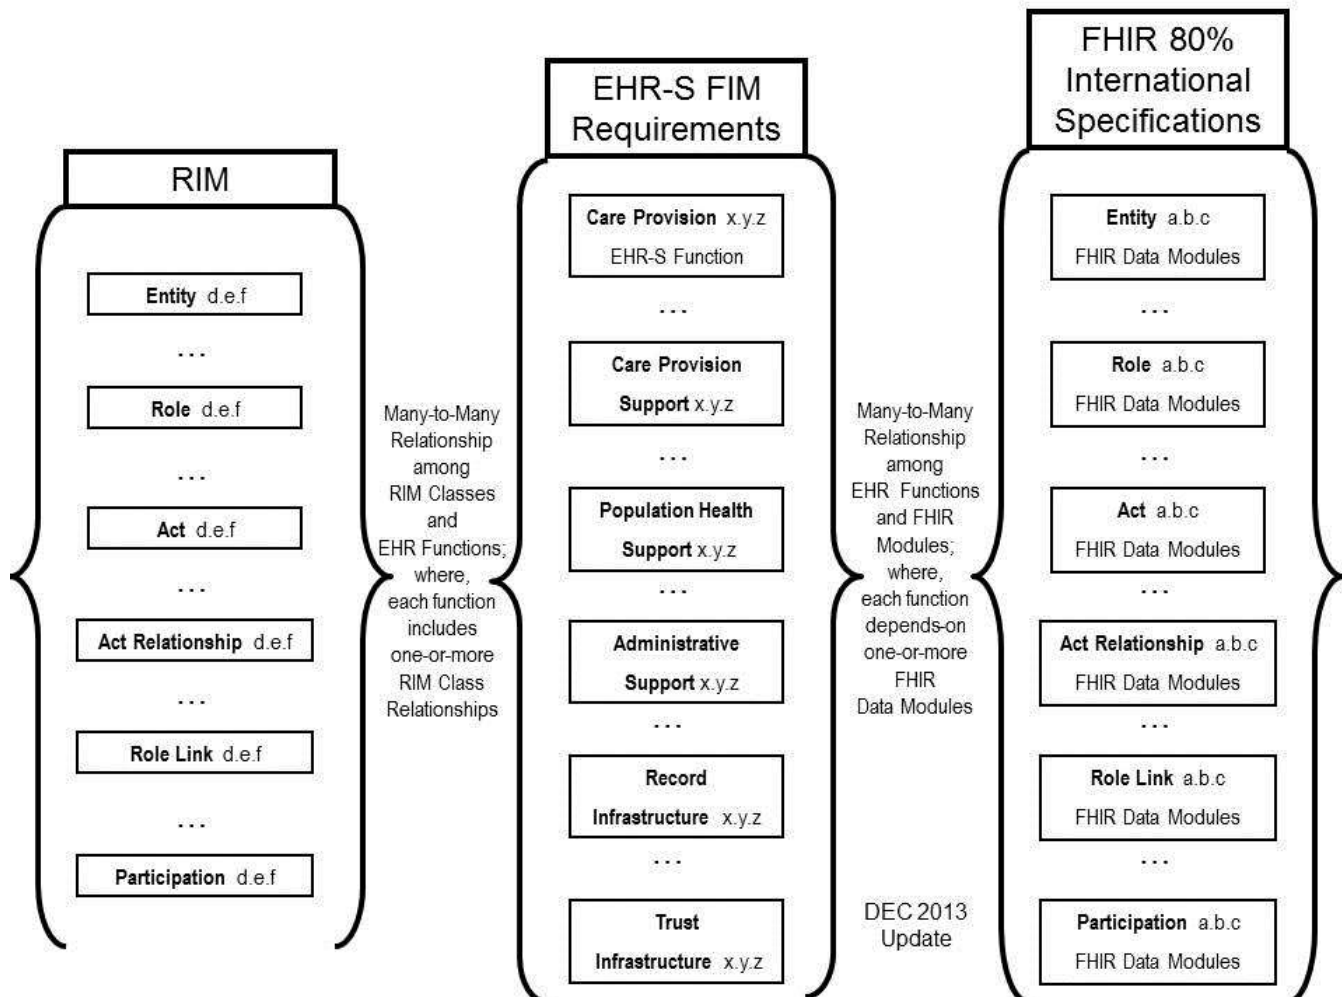 RIM
Entity d.e.f
...
Role d.e.f
...
Act d.e.f
...
Act Relationship d.e.f
...
Role Link d.e.f
...
Participation d.e.f
Many-to-Many
Relationship
among
RIM Classes
and
EHR Functions;
where,
each function
includes
one-or-more
RIM Class
Relationships
EHR-S FIM
Requirements
Care Provision x.y.z
EHR-S Function
...
Care Provision
Support x.y.z
...
Population Health
Support x.y.z
...
Administrative
Support x.y.z
...
Record
Infrastructure x.y.z
...
Trust
Infrastructure x.y.z
Many-to-Many
Relationship
among
EHR Functions
and FHIR
Modules;
where,
each function
depends-on
one-or-more
FHIR
Data Modules
DEC 2013
Update
FHIR 80%
International
Specifications
Entity a.b.c
FHIR Data Modules
...
Role a.b.c
FHIR Data Modules
...
Act a.b.c
FHIR Data Modules
...
Act Relationship a.b.c
FHIR Data Modules
...
Role Link a.b.c
FHIR Data Modules
...
Participation a.b.c
FHIR Data Modules